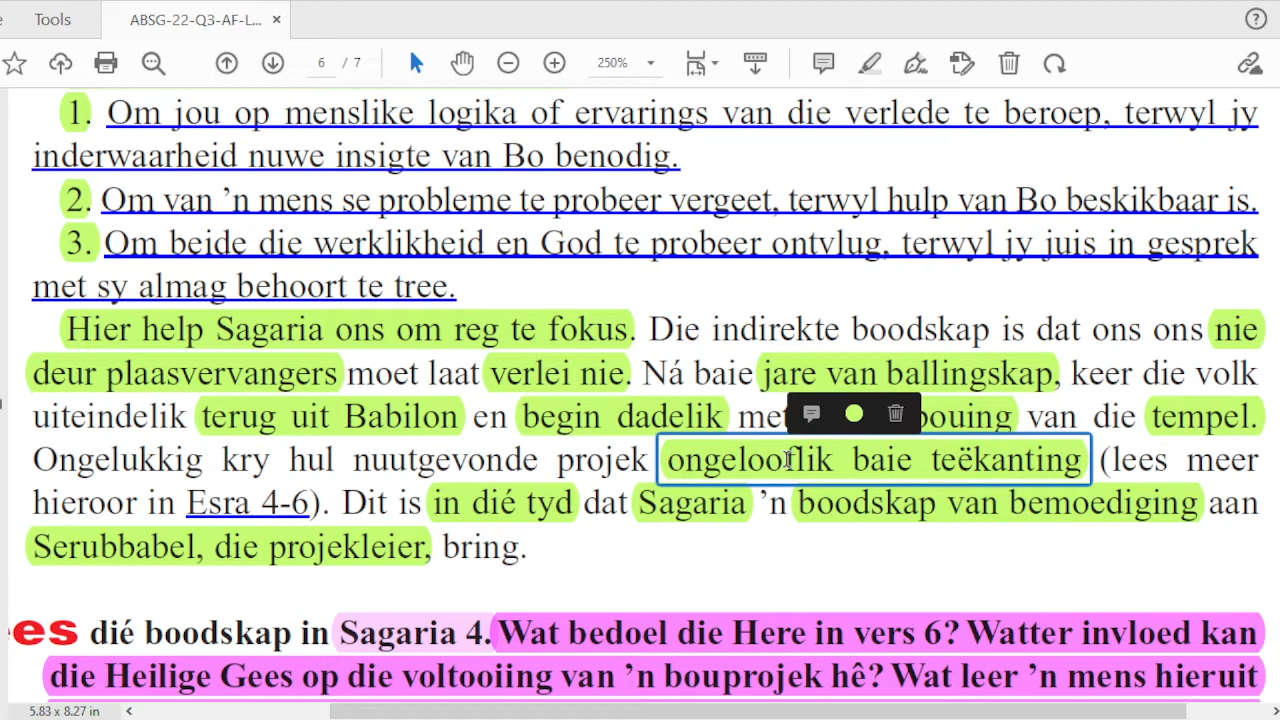 Tools
ABSG-22-Q3-AF-L... ×
6 / 7
250%
1. Om jou op menslike logika of ervarings van die verlede te beroep, terwyl jy
inderwaarheid nuwe insigte van Bo benodig.
2. Om van ’n mens se probleme te probeer vergeet, terwyl hulp van Bo beskikbaar is.
3. Om beide die werklikheid en God te probeer ontvlug, terwyl jy juis in gesprek
met sy almag behoort te tree.
Hier help Sagaria ons om reg te fokus. Die indirekte boodskap is dat ons ons nie
deur plaasvervangers moet laat verlei nie. Ná baie jare van ballingskap, keer die volk
uiteindelik terug uit Babilon en begin dadelik met bouing van die tempel.
Ongelukkig kry hul nuutgevonde projek ongelooflik baie teëkanting (lees meer
hieroor in Esra 4-6). Dit is in dié tyd dat Sagaria ’n boodskap van bemoediging aan
Serubbabel, die projekleier, bring.
es dié boodskap in Sagaria 4. Wat bedoel die Here in vers 6? Watter invloed kan
die Heilige Gees op die voltooiing van ’n bouprojek hê? Wat leer ’n mens hieruit
5.83 x 8.27 in